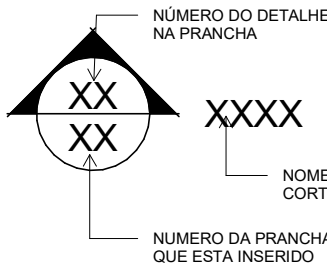 NÚMERO DO DETALHE
NA PRANCHA
XX
XX
XXXX
NOME
CORT
NUMERO DA PRANCHA
QUE ESTA INSERIDO